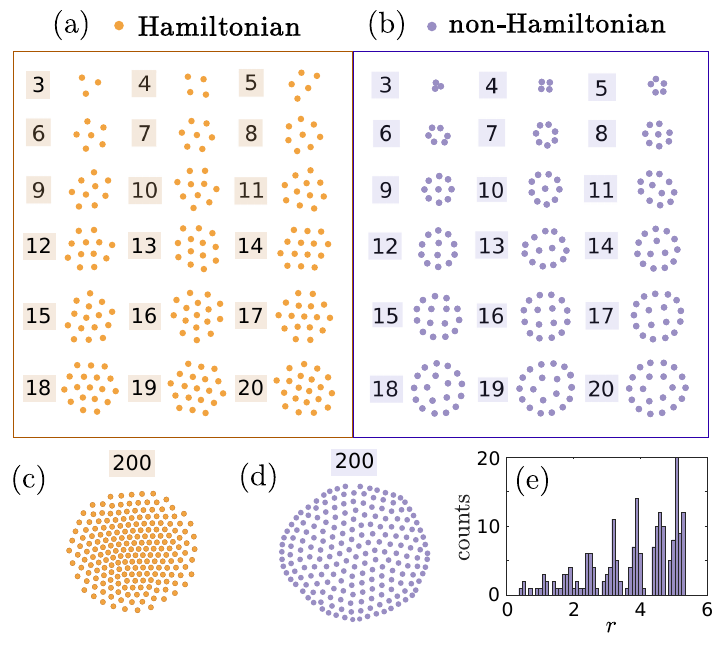 (a) Hamiltonian (b) non-Hamiltonian
3 4 5 3 4 5
6 7 8 6 7 8
9 10 11 9 10 11
12 13 14 12 13 14
15 16 17 15 16 17
18 19 20 18 19 20
(c) 200 (d) 200 (e)
counts
20
10
0
0 2 4 6
r